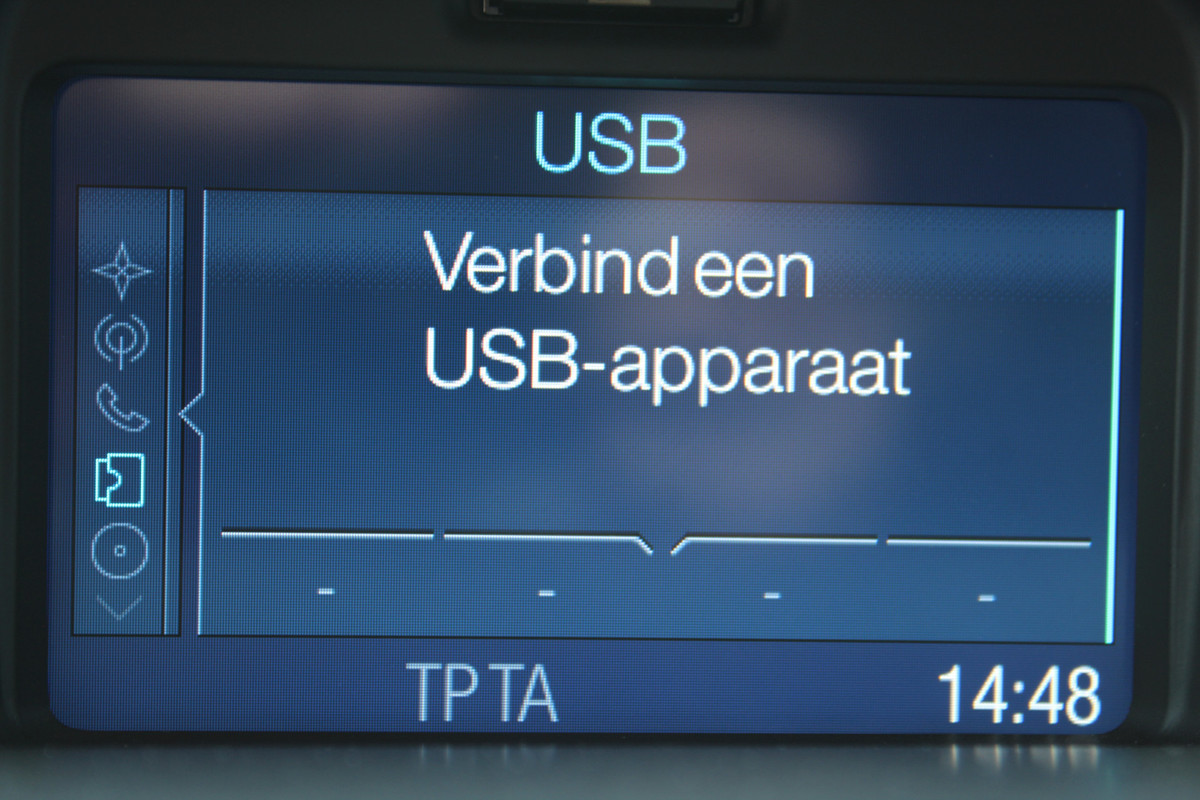 USB
Verbind een
USB-apparaat
- - - -
TP TA 14:48